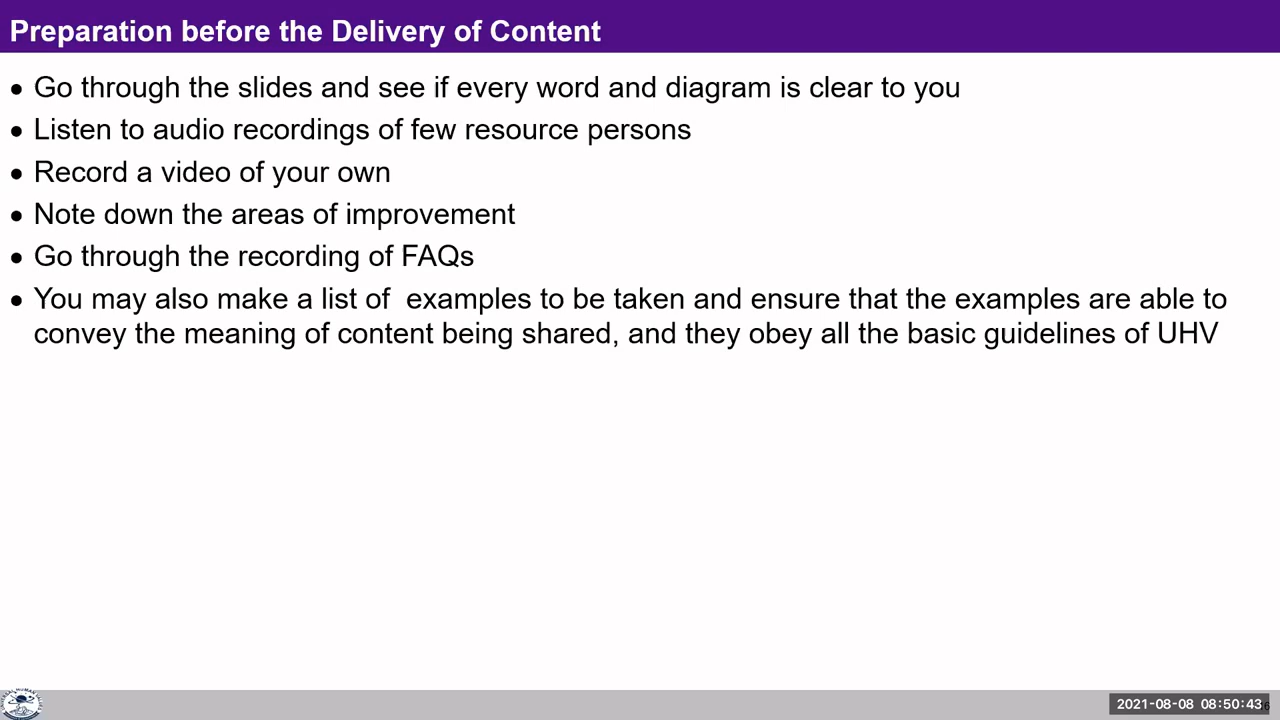 Preparation before the Delivery of Content
• Go through the slides and see if every word and diagram is clear to you
• Listen to audio recordings of few resource persons
• Record a video of your own
• Note down the areas of improvement
• Go through the recording of FAQs
• You may also make a list of  examples to be taken and ensure that the examples are able to
convey the meaning of content being shared, and they obey all the basic guidelines of UHV
2021-08-08 08:50:43